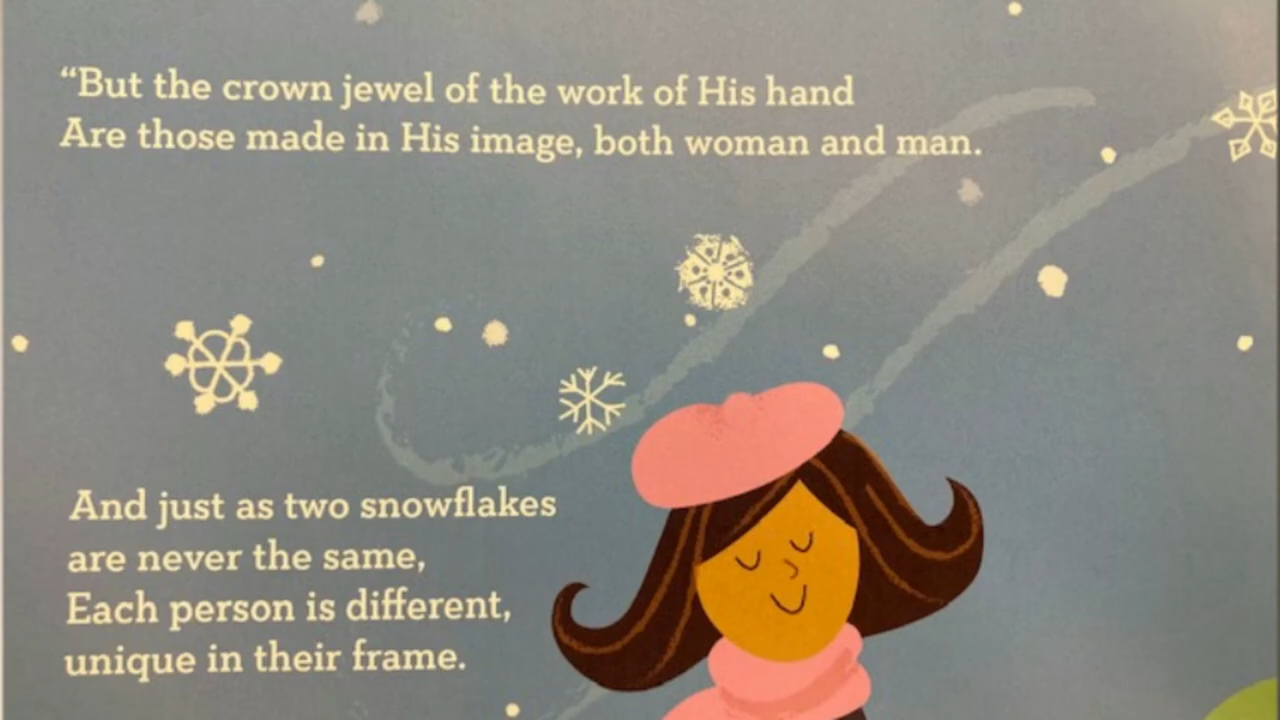 “But the crown jewel of the work of His hand
Are those made in His image, both woman and man.
And just as two snowflakes
are never the same,
Each person is different,
unique in their frame.